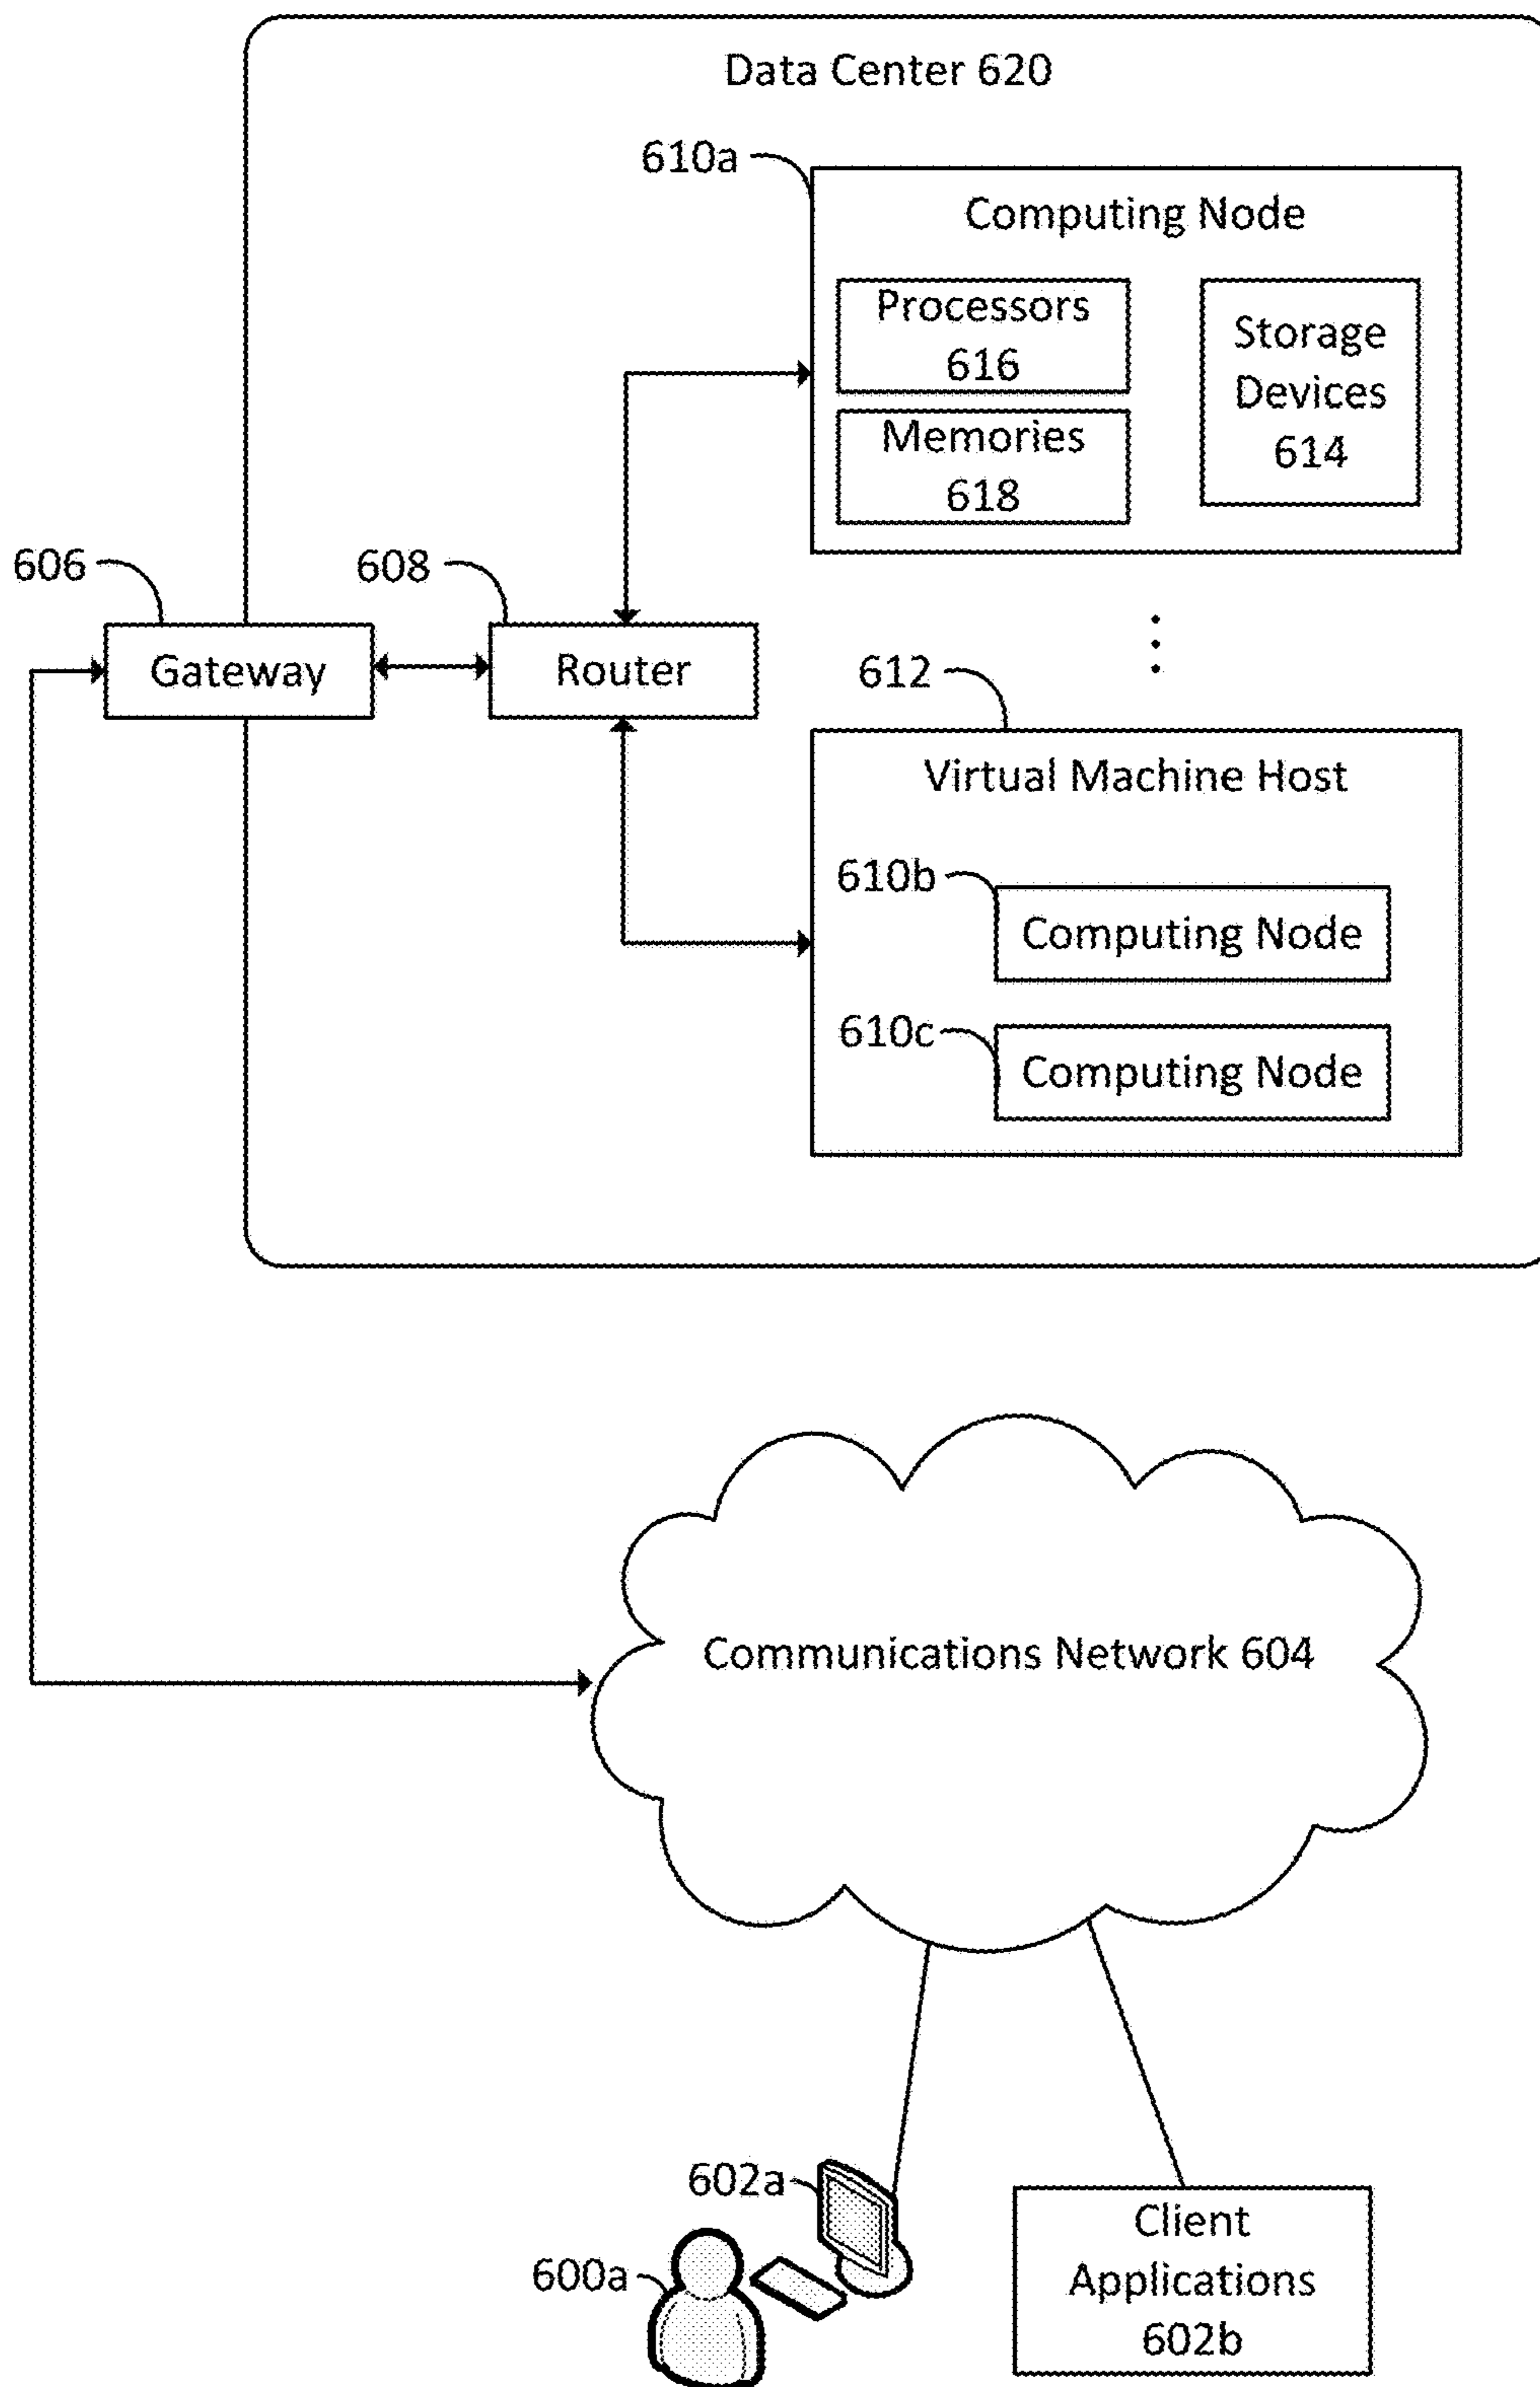 Data Center 620
610a
Computing Node
Processors
616
Storage
Devices
614
Memories
618
606
608
Gateway
Router
612
Virtual Machine Host
610b
Computing Node
610c
Computing Node
Communications Network 604
602a
600a
Client
Applications
602b